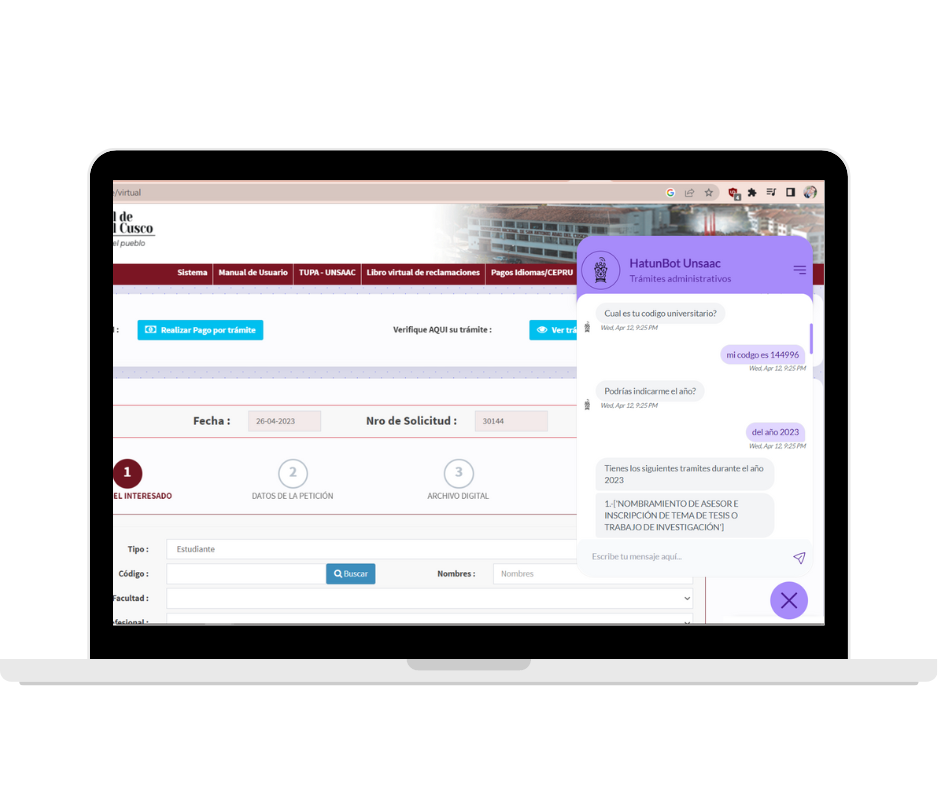 e/virtual
l de
l Cusco
el pueblo
Sistema
Manual de Usuario
TUPA - UNSAAC
Libro virtual de reclamaciones
Pagos Idiomas/CEPRU
Realizar Pago por trámite
Verifique AQUI su trámite :
Ver trá
Fecha :
26-04-2023
Nro de Solicitud :
30144
1
2
3
EL INTERESADO
DATOS DE LA PETICIÓN
ARCHIVO DIGITAL
Tipo :
Estudiante
Código :
Buscar
Nombres :
Nombres
Facultad :
fesional :
HatunBot Unsaac
Trámites administrativos
Cual es tu codigo universitario?
Wed, Apr 12, 9:25 PM
mi codgo es 144996
Wed, Apr 12, 9:25 PM
Podrías indicarme el año?
Wed, Apr 12, 9:25 PM
del año 2023
Wed, Apr 12, 9:25 PM
Tienes los siguientes tramites durante el año
2023
1.-['NOMBRAMIENTO DE ASESOR E
INSCRIPCIÓN DE TEMA DE TESIS O
TRABAJO DE INVESTIGACIÓN']
Escribe tu mensaje aquí...